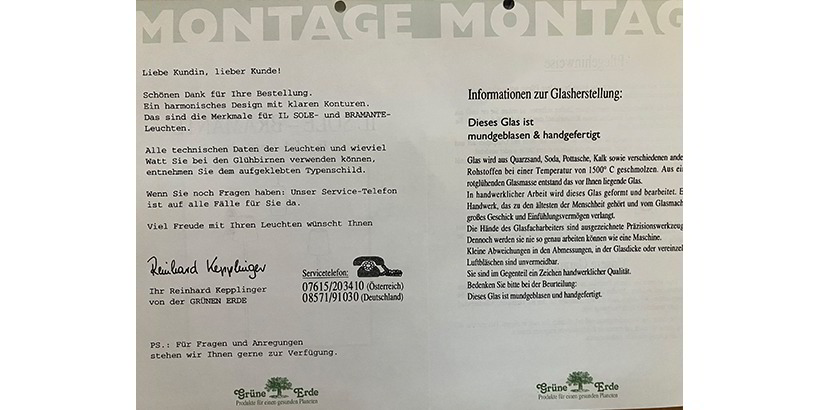 MONTAGE MONTAG
Liebe Kundin, lieber Kunde!
Schönen Dank für Ihre Bestellung.
Ein harmonisches Design mit klaren Konturen.
Das sind die Merkmale für IL SOLE- und BRAMANTE-
Leuchten.
Alle technischen Daten der Leuchten und wieviel
Watt Sie bei den Glühbirnen verwenden können,
entnehmen Sie dem aufgeklebten Typenschild.
Wenn Sie noch Fragen haben: Unser Service-Telefon
ist auf alle Fälle für Sie da.
Viel Freude mit Ihren Leuchten wünscht Ihnen
Reinhard Kepplinger
Ihr Reinhard Kepplinger
von der GRÜNEN ERDE
Servicetelefon:
07615/203410 (Österreich)
08571/91030 (Deutschland)
PS.: Für Fragen und Anregungen
stehen wir Ihnen gerne zur Verfügung.
Grüne Erde
Produkte für einen gesunden Planeten
Informationen zur Glasherstellung:
Dieses Glas ist
mundgeblasen & handgefertigt
Glas wird aus Quarzsand, Soda, Pottasche, Kalk sowie verschiedenen ande
Rohstoffen bei einer Temperatur von 1500° C geschmolzen. Aus ei
rotglühenden Glasmasse entstand das vor Ihnen liegende Glas.
In handwerklicher Arbeit wird dieses Glas geformt und bearbeitet. E
Handwerk, das zu den ältesten der Menschheit gehört und vom Glasmach
großes Geschick und Einfühlungsvermögen verlangt.
Die Hände des Glasfacharbeiters sind ausgezeichnete Präzisionswerkzeug
Dennoch werden sie nie so genau arbeiten können wie eine Maschine.
Kleine Abweichungen in den Abmessungen, in der Glasdicke oder vereinzel
Luftbläschen sind unvermeidbar.
Sie sind im Gegenteil ein Zeichen handwerklicher Qualität.
Bedenken Sie bitte bei der Beurteilung:
Dieses Glas ist mundgeblasen und handgefertigt.
Grüne Erde
Produkte für einen gesunden Planeten